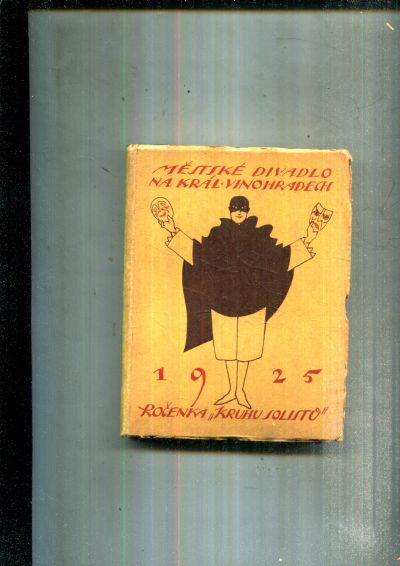 MĚSTSKÉ DIVADLO
NA KRÁL. VINOHRADECH
1925
ROČENKA „KRUHU SOLISTŮ"